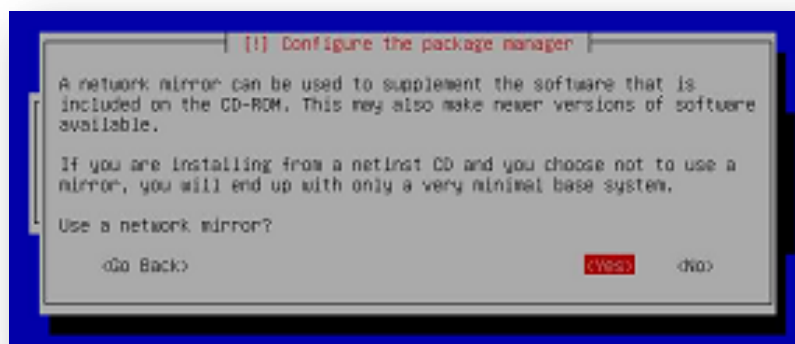 [!] Configure the package manager
A network mirror can be used to supplement the software that is
included on the CD-ROM. This may also make newer versions of software
available.
If you are installing from a netinst CD and you choose not to use a
mirror, you will end up with only a very minimal base system.
Use a network mirror?
<Go Back> <Yes> <No>